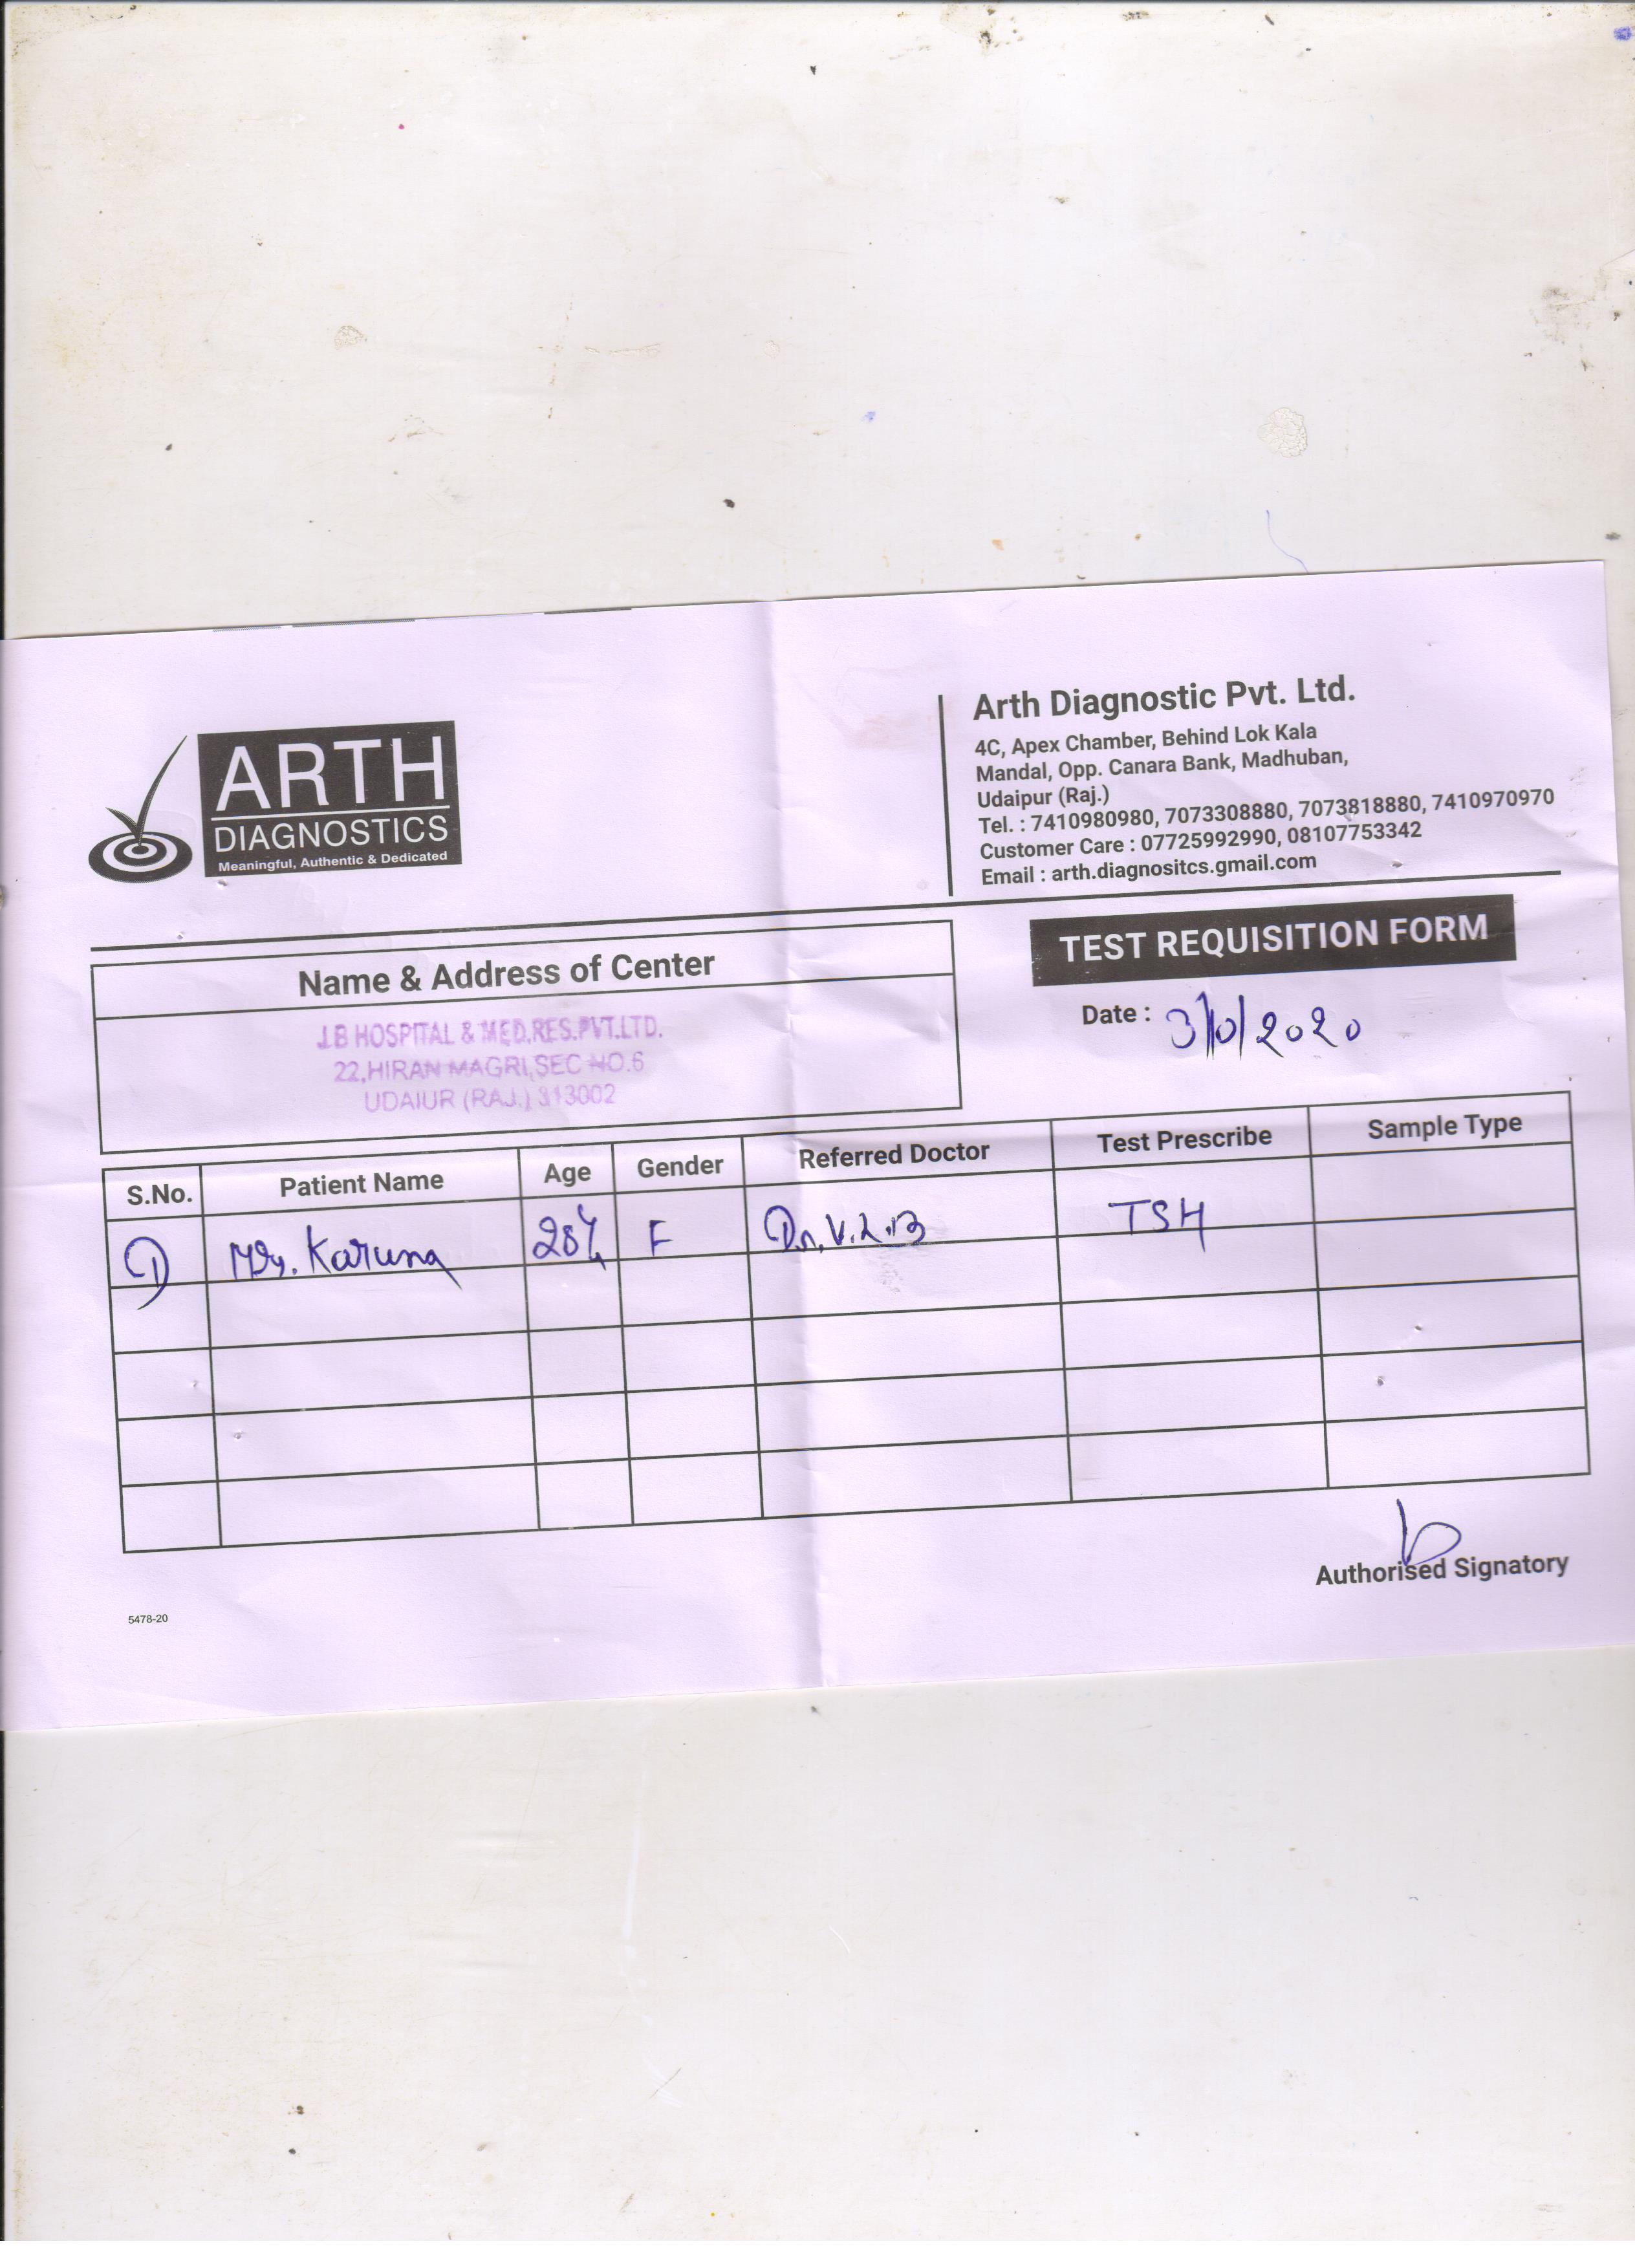 ARTH
DIAGNOSTICS
Meaningful, Authentic & Dedicated
Arth Diagnostic Pvt. Ltd.
4C, Apex Chamber, Behind Lok Kala
Mandal, Opp. Canara Bank, Madhuban,
Udaipur (Raj.)
Tel. : 7410980980, 7073308880, 7073818880, 7410970970
Customer Care : 07725992990, 08107753342
Email : arth.diagnositcs.gmail.com
Name & Address of Center
J.B HOSPITAL & MED.RES.PVT.LTD.
22,HIRAN MAGRI,SEC NO.6
UDAIUR (RAJ.) 313002
TEST REQUISITION FORM
Date : 3/10/2020
S.No. Patient Name Age Gender Referred Doctor Test Prescribe Sample Type
1) Karuna 28Y F Dr. V.L.B TSH
Authorised Signatory
5478-20